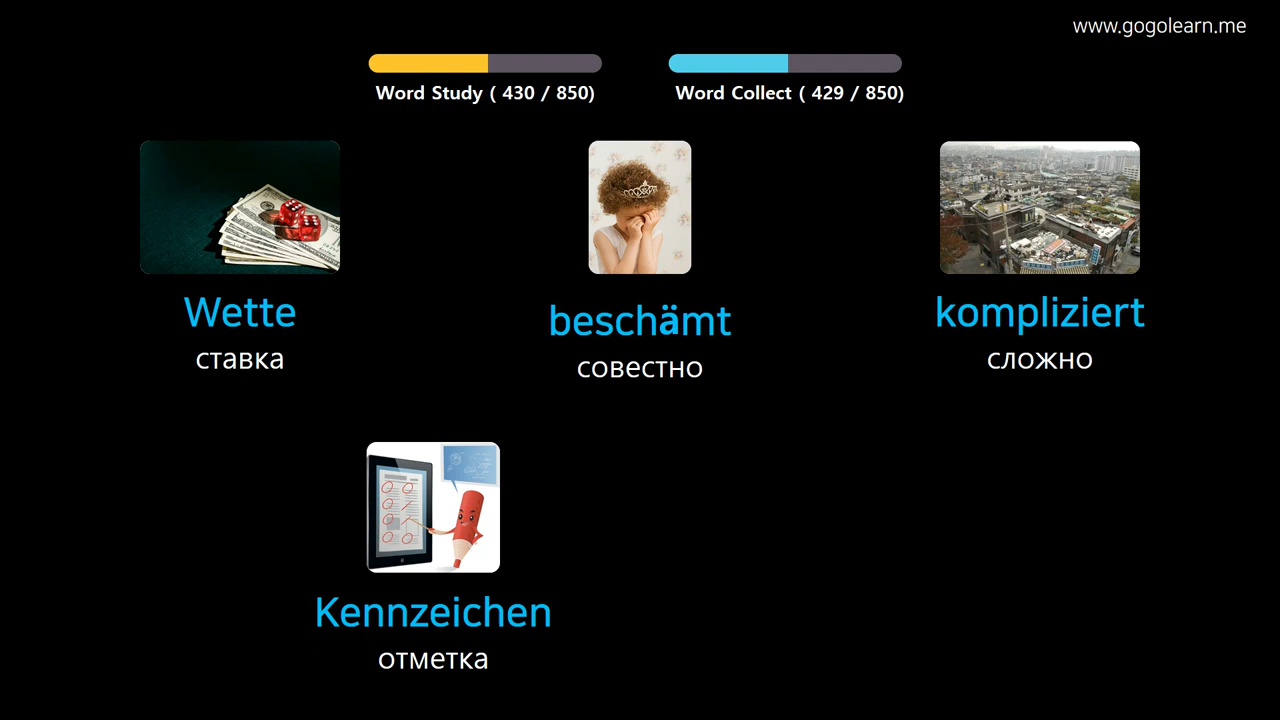 www.gogolearn.me
Word Study ( 430 / 850)
Word Collect ( 429 / 850)
Wette
ставка
beschämt
совестно
kompliziert
сложно
Kennzeichen
отметка